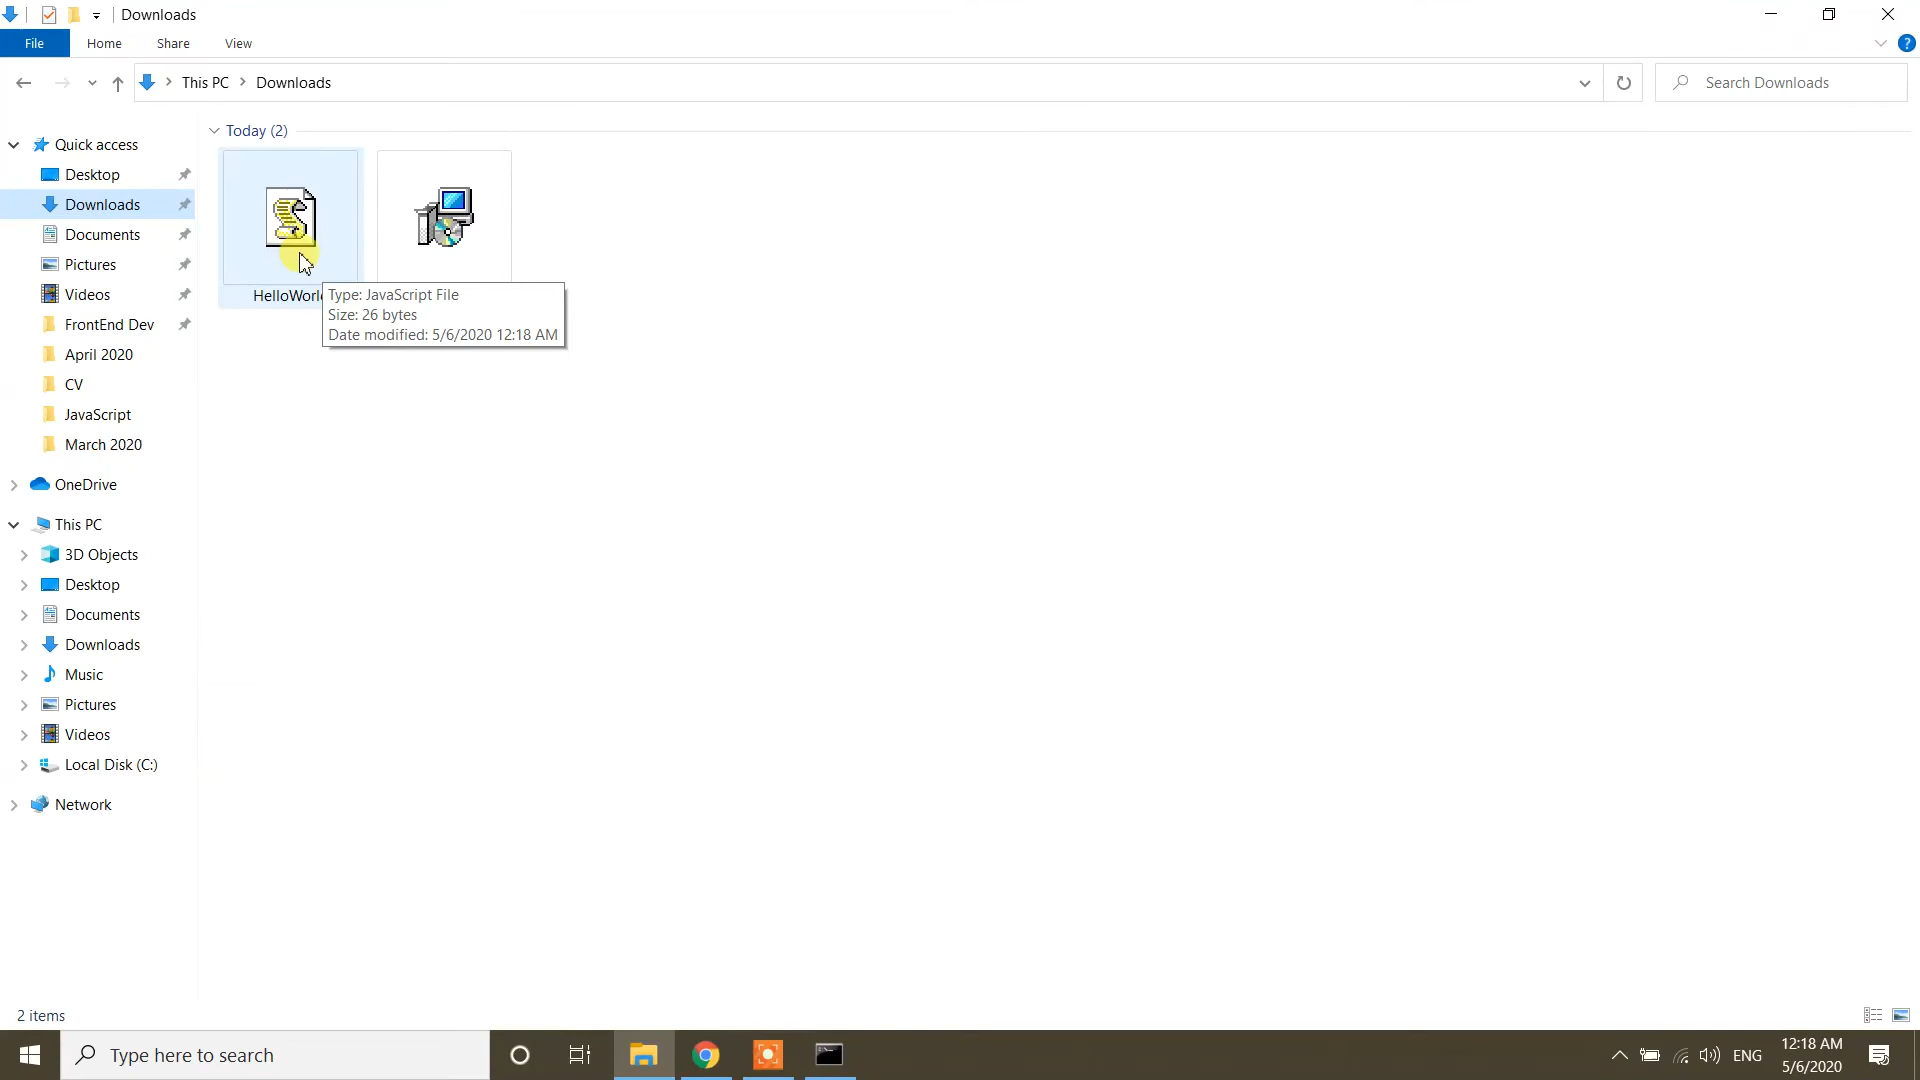 Downloads
File Home Share View ?
This PC Downloads
Search Downloads
Quick access
Desktop
Downloads
Documents
Pictures
Videos
FrontEnd Dev
April 2020
CV
JavaScript
March 2020
OneDrive
This PC
3D Objects
Desktop
Documents
Downloads
Music
Pictures
Videos
Local Disk (C:)
Network
Today (2)
HelloWorl
Type: JavaScript File
Size: 26 bytes
Date modified: 5/6/2020 12:18 AM
2 items
Type here to search
ENG
12:18 AM
5/6/2020